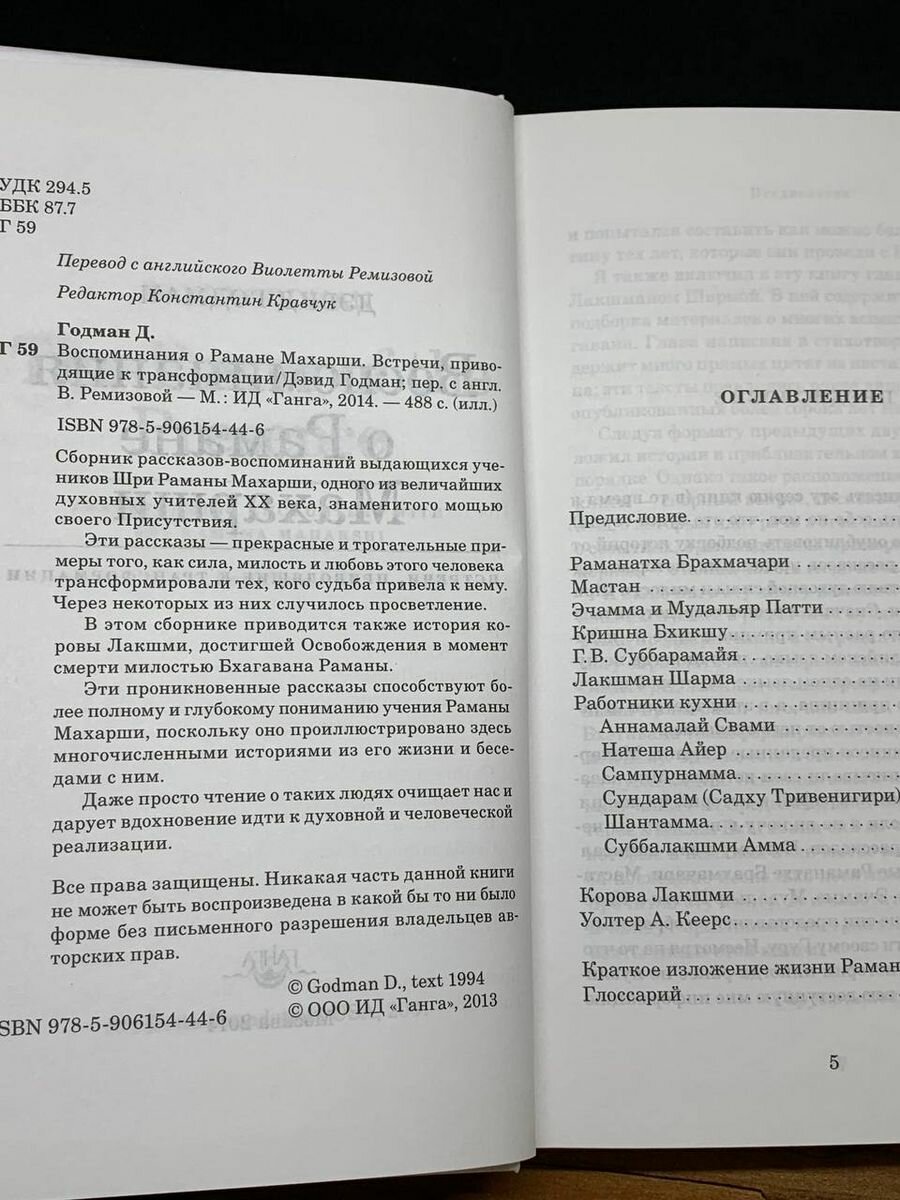 УДК 294.5
ББК 87.7
Г 59
Перевод с английского Виолетты Ремизовой
Редактор Константин Кравчук
Годман Д.
Г 59 Воспоминания о Рамане Махарши. Встречи, приво-
дящие к трансформации/Дэвид Годман; пер. с англ.
В. Ремизовой — М.: ИД «Ганга», 2014. — 488 с. (илл.)
ISBN 978-5-906154-44-6
Сборник рассказов-воспоминаний выдающихся уче-
ников Шри Раманы Махарши, одного из величайших
духовных учителей XX века, знаменитого мощью
своего Присутствия.
Эти рассказы — прекрасные и трогательные при-
меры того, как сила, милость и любовь этого человека
трансформировали тех, кого судьба привела к нему.
Через некоторых из них случилось просветление.
В этом сборнике приводится также история ко-
ровы Лакшми, достигшей Освобождения в момент
смерти милостью Бхагавана Раманы.
Эти проникновенные рассказы способствуют бо-
лее полному и глубокому пониманию учения Раманы
Махарши, поскольку оно проиллюстрировано здесь
многочисленными историями из его жизни и бесе-
дами с ним.
Даже просто чтение о таких людях очищает нас и
дарует вдохновение идти к духовной и человеческой
реализации.
Все права защищены. Никакая часть данной книги
не может быть воспроизведена в какой бы то ни было
форме без письменного разрешения владельцев ав-
торских прав.
© Godman D., text 1994
© ООО ИД «Ганга», 2013
ISBN 978-5-906154-44-6
ОГЛАВЛЕНИЕ
Предисловие
Раманатха Брахмачари
Мастан
Эчамма и Мудальяр Патти
Кришна Бхикшу
Г. В. Суббарамайя
Лакшман Шарма
Работники кухни
Аннамалай Свами
Натеша Айер
Сампурнамма
Сундарам (Садху Тривенигири)
Шантамма
Суббалакшми Амма
Корова Лакшми
Уолтер А. Кеерс
Краткое изложение жизни Раман
Глоссарий
5